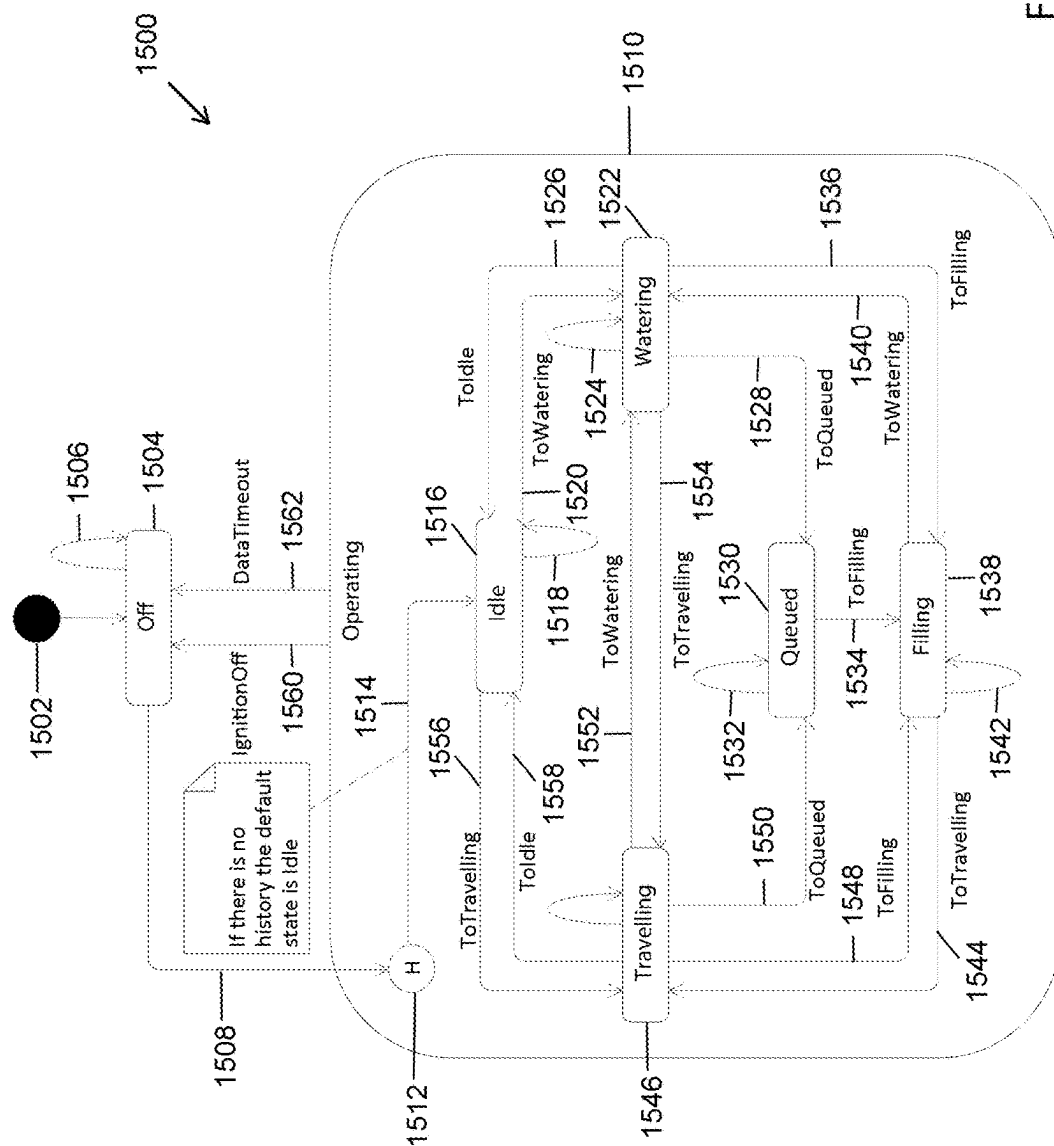 1500
1502
1506
1504
Off
IgnitionOff
1560
DataTimeout
1562
1508
If there is no
history the default
state is Idle
1514
Operating
1510
H
1512
1516
Idle
1518
1520
ToTravelling
1556
ToIdle
1558
ToIdle
1526
ToWatering
1524
1522
Watering
ToWatering
1552
ToTravelling
1554
Travelling
1546
1528
ToQueued
1530
Queued
1532
ToFilling
1534
1550
ToQueued
1548
ToFilling
1540
ToWatering
1536
ToFilling
Filling
1538
1542
ToTravelling
1544
F